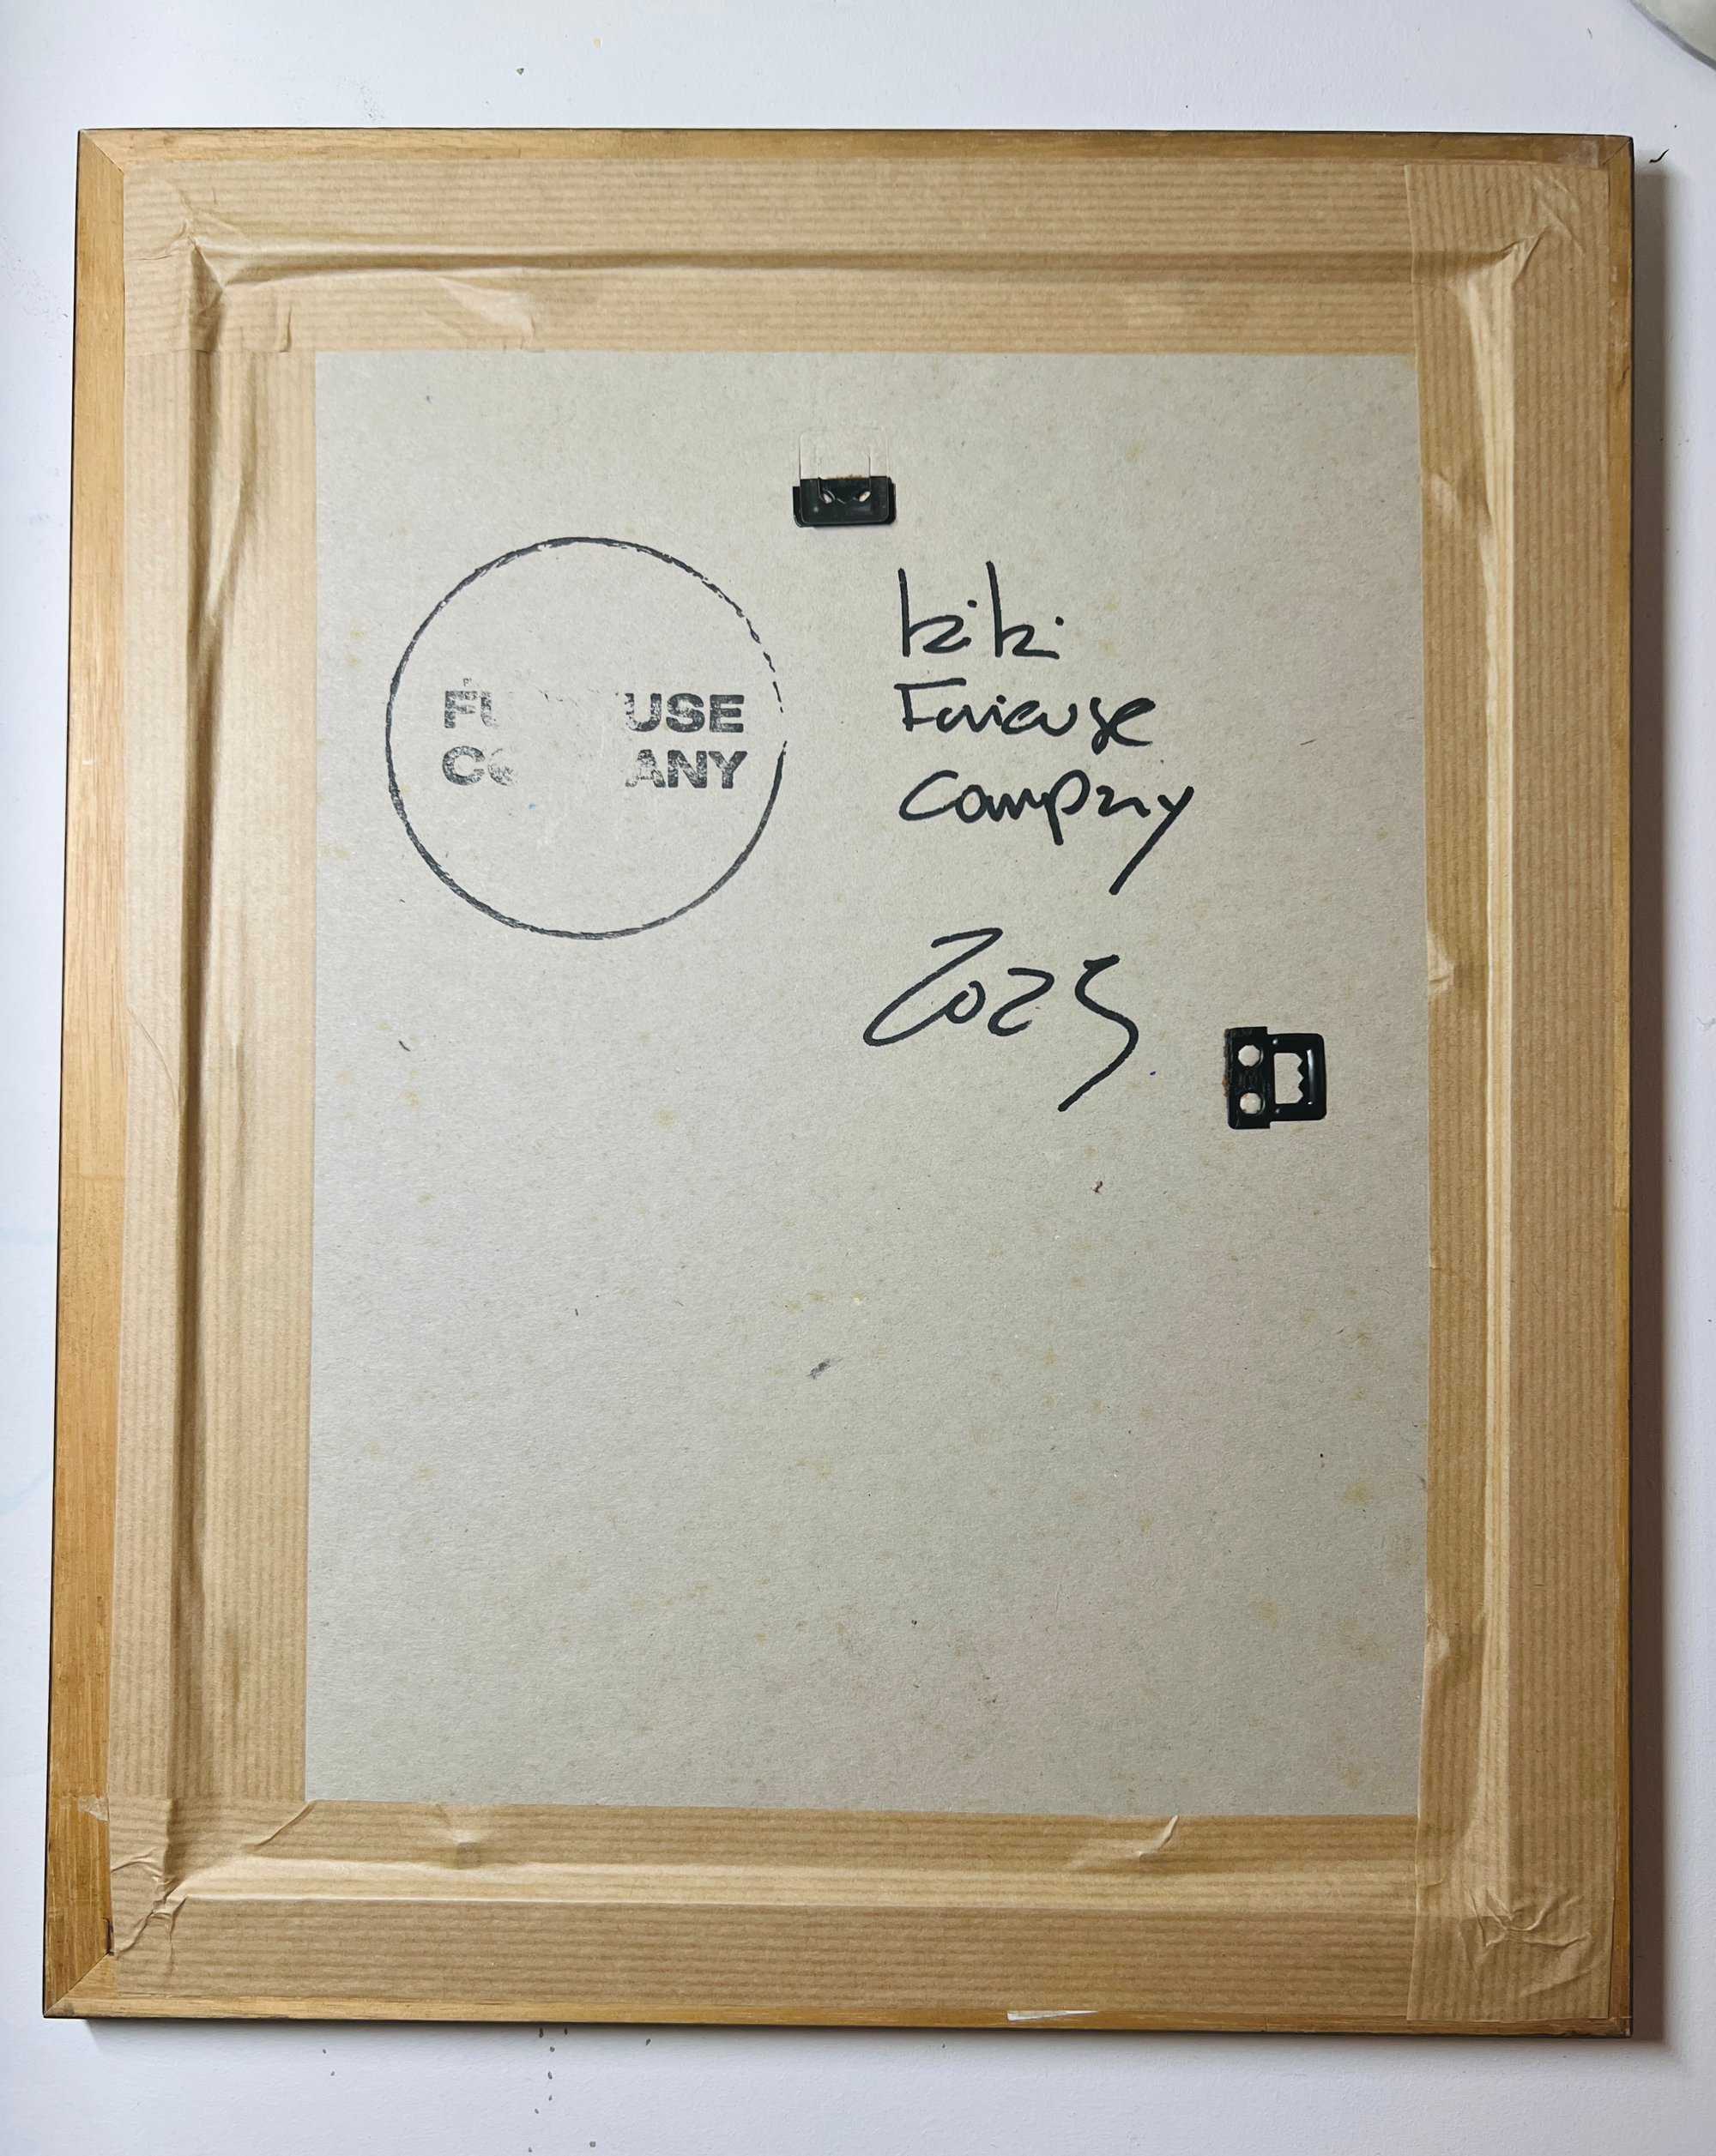 FU USE
CO ANY
kiki
Furieuse
Company
2025